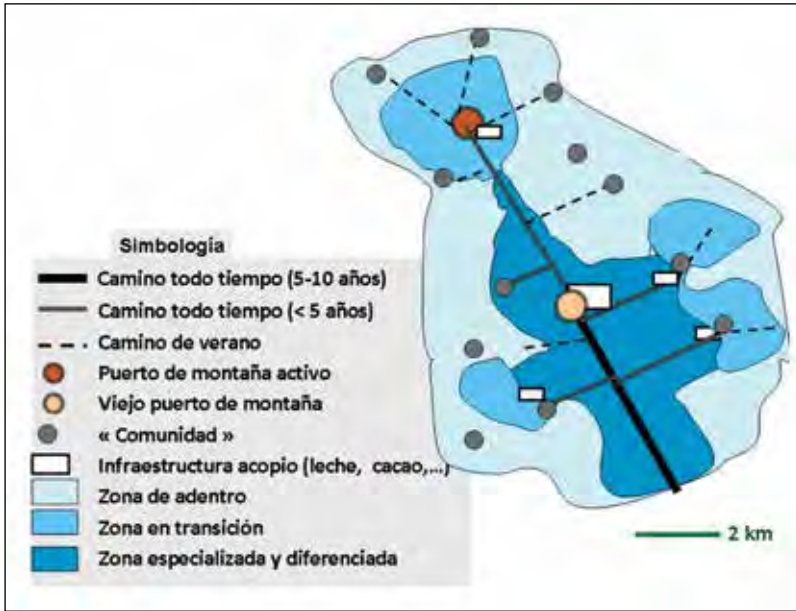 Simbología
Camino todo tiempo (5-10 años)
Camino todo tiempo (< 5 años)
Camino de verano
Puerto de montaña activo
Viejo puerto de montaña
« Comunidad »
Infraestructura acopio (leche, cacao,...)
Zona de adentro
Zona en transición
Zona especializada y diferenciada
2 km